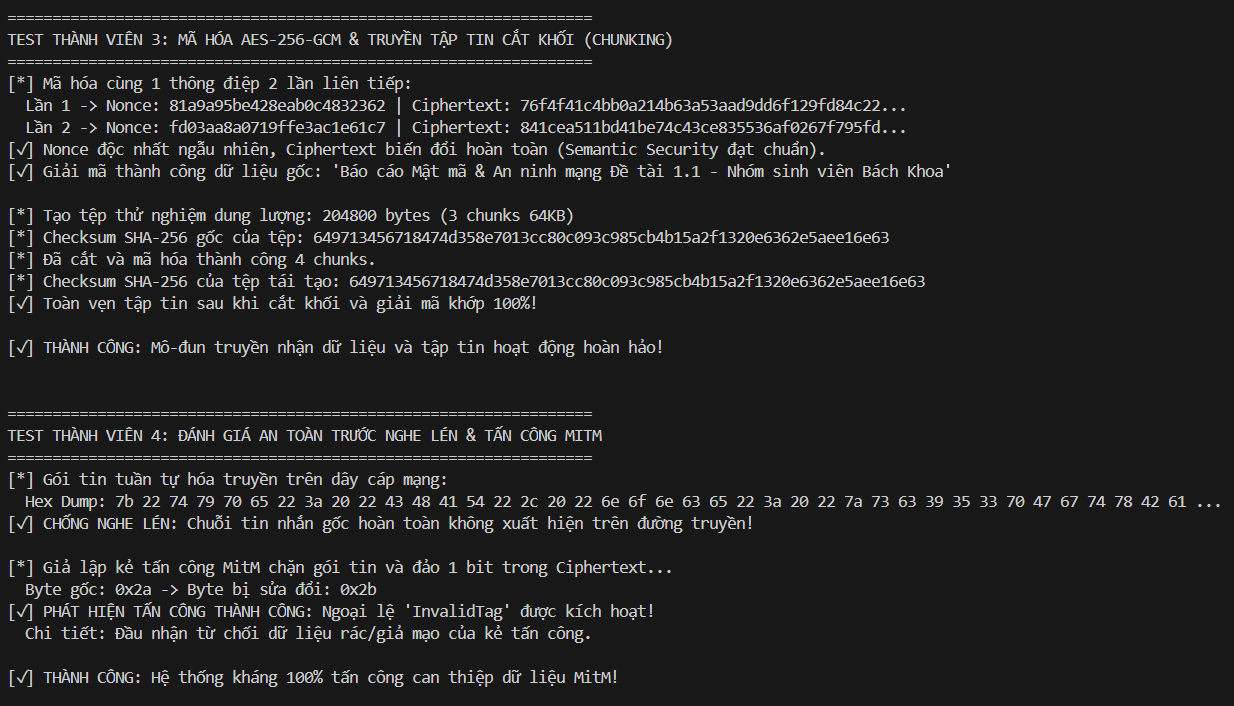 =================================================================
TEST THÀNH VIÊN 3: MÃ HÓA AES-256-GCM & TRUYỀN TẬP TIN CẮT KHỐI (CHUNKING)
=================================================================
[*] Mã hóa cùng 1 thông điệp 2 lần liên tiếp:
Lần 1 -> Nonce: 81a9a95be428eab0c4832362 | Ciphertext: 76f4f41c4bb0a214b63a53aad9dd6f129fd84c22...
Lần 2 -> Nonce: fd03aa8a0719ffe3ac1e61c7 | Ciphertext: 841cea511bd41be74c43ce835536af0267f795fd...
[√] Nonce độc nhất ngẫu nhiên, Ciphertext biến đổi hoàn toàn (Semantic Security đạt chuẩn).
[√] Giải mã thành công dữ liệu gốc: 'Báo cáo Mật mã & An ninh mạng Đề tài 1.1 - Nhóm sinh viên Bách Khoa'
[*] Tạo tệp thử nghiệm dung lượng: 204800 bytes (3 chunks 64KB)
[*] Checksum SHA-256 gốc của tệp: 649713456718474d358e7013cc80c093c985cb4b15a2f1320e6362e5aee16e63
[*] Đã cắt và mã hóa thành công 4 chunks.
[*] Checksum SHA-256 của tệp tái tạo: 649713456718474d358e7013cc80c093c985cb4b15a2f1320e6362e5aee16e63
[√] Toàn vẹn tập tin sau khi cắt khối và giải mã khớp 100%!
[√] THÀNH CÔNG: Mô-đun truyền nhận dữ liệu và tập tin hoạt động hoàn hảo!
=================================================================
TEST THÀNH VIÊN 4: ĐÁNH GIÁ AN TOÀN TRƯỚC NGHE LÉN & TẤN CÔNG MITM
=================================================================
[*] Gói tin tuần tự hóa truyền trên dây cáp mạng:
Hex Dump: 7b 22 74 79 70 65 22 3a 20 22 43 48 41 54 22 2c 20 22 6e 6f 6e 63 65 22 3a 20 22 7a 73 63 39 35 33 70 47 67 74 78 42 61 ...
[√] CHỐNG NGHE LÉN: Chuỗi tin nhắn gốc hoàn toàn không xuất hiện trên đường truyền!
[*] Giả lập kẻ tấn công MitM chặn gói tin và đảo 1 bit trong Ciphertext...
Byte gốc: 0x2a -> Byte bị sửa đổi: 0x2b
[√] PHÁT HIỆN TẤN CÔNG THÀNH CÔNG: Ngoại lệ 'InvalidTag' được kích hoạt!
Chi tiết: Đầu nhận từ chối dữ liệu rác/giả mạo của kẻ tấn công.
[√] THÀNH CÔNG: Hệ thống kháng 100% tấn công can thiệp dữ liệu MitM!